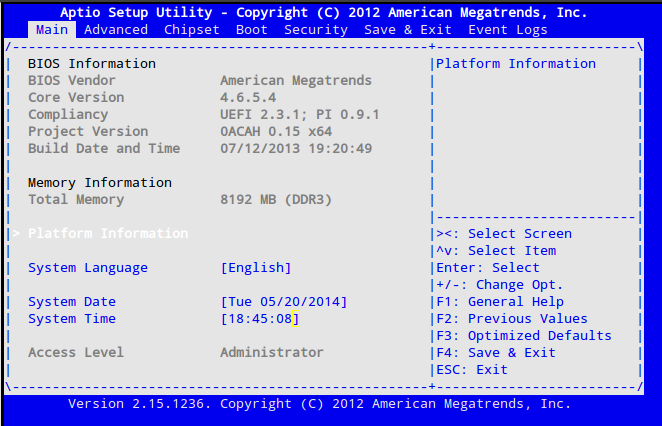 Aptio Setup Utility - Copyright (C) 2012 American Megatrends, Inc.
Main Advanced Chipset Boot Security Save & Exit Event Logs
/----------------------------------------------------+-------------------------\
| BIOS Information |Platform Information |
| BIOS Vendor American Megatrends | |
| Core Version 4.6.5.4 | |
| Compliancy UEFI 2.3.1; PI 0.9.1 | |
| Project Version 0ACAH 0.15 x64 | |
| Build Date and Time 07/12/2013 19:20:49 | |
| | |
| Memory Information | |
| Total Memory 8192 MB (DDR3) | |
| |-------------------------|
|> Platform Information |><: Select Screen |
| |^v: Select Item |
| System Language [English] |Enter: Select |
| |+/-: Change Opt. |
| System Date [Tue 05/20/2014] |F1: General Help |
| System Time [18:45:08] |F2: Previous Values |
| |F3: Optimized Defaults |
| Access Level Administrator |F4: Save & Exit |
| |ESC: Exit |
\----------------------------------------------------+-------------------------/
Version 2.15.1236. Copyright (C) 2012 American Megatrends, Inc.